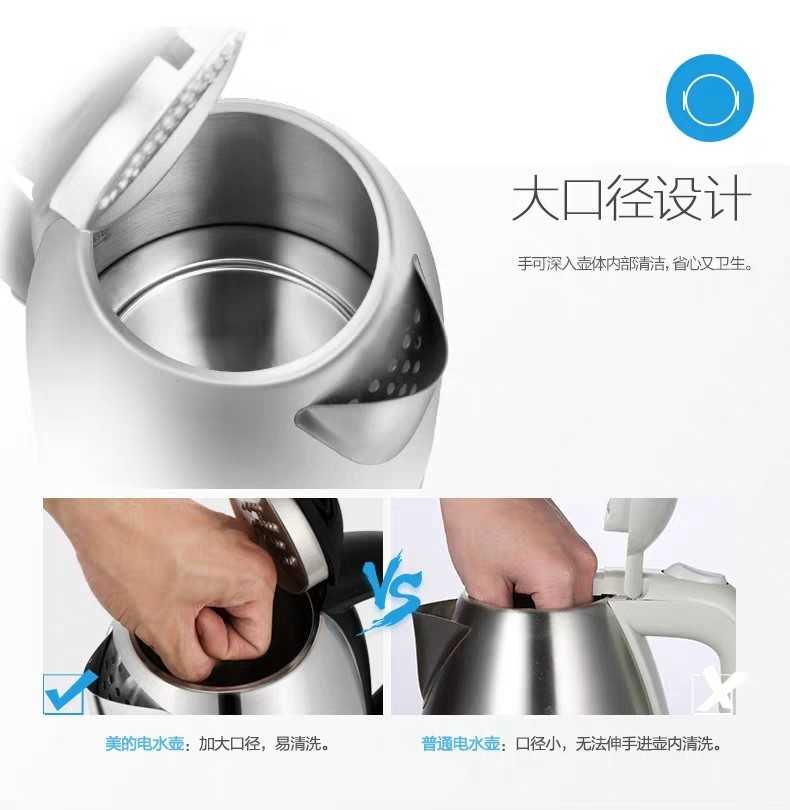 大口径设计
手可深入壶体内部清洁,省心又卫生。
VS
美的电水壶：加大口径，易清洗。
普通电水壶：口径小，无法伸手进壶内清洗。